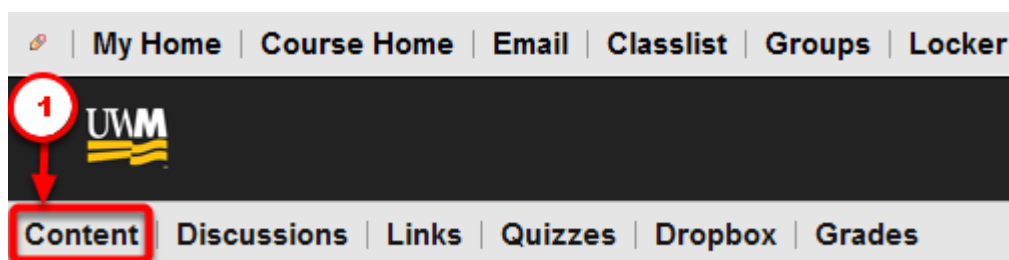 My Home | Course Home | Email | Classlist | Groups | Locker
1
UWM
Content | Discussions | Links | Quizzes | Dropbox | Grades